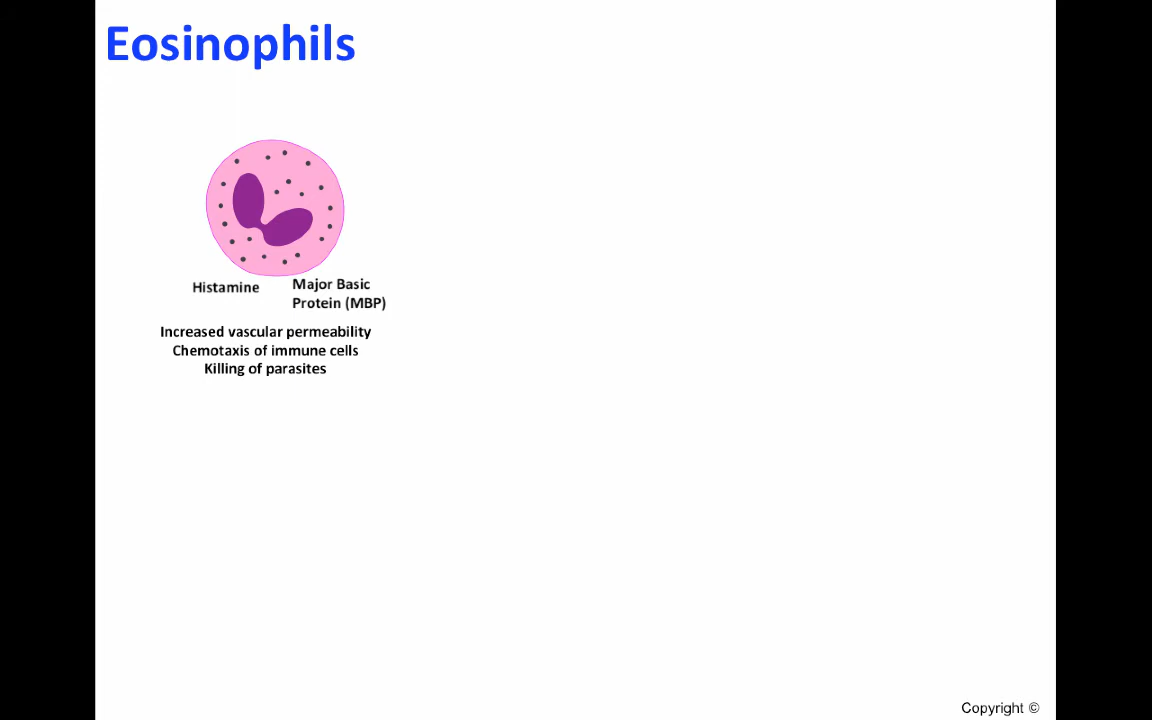 Eosinophils
Histamine
Major Basic
Protein (MBP)
Increased vascular permeability
Chemotaxis of immune cells
Killing of parasites
Copyright ©